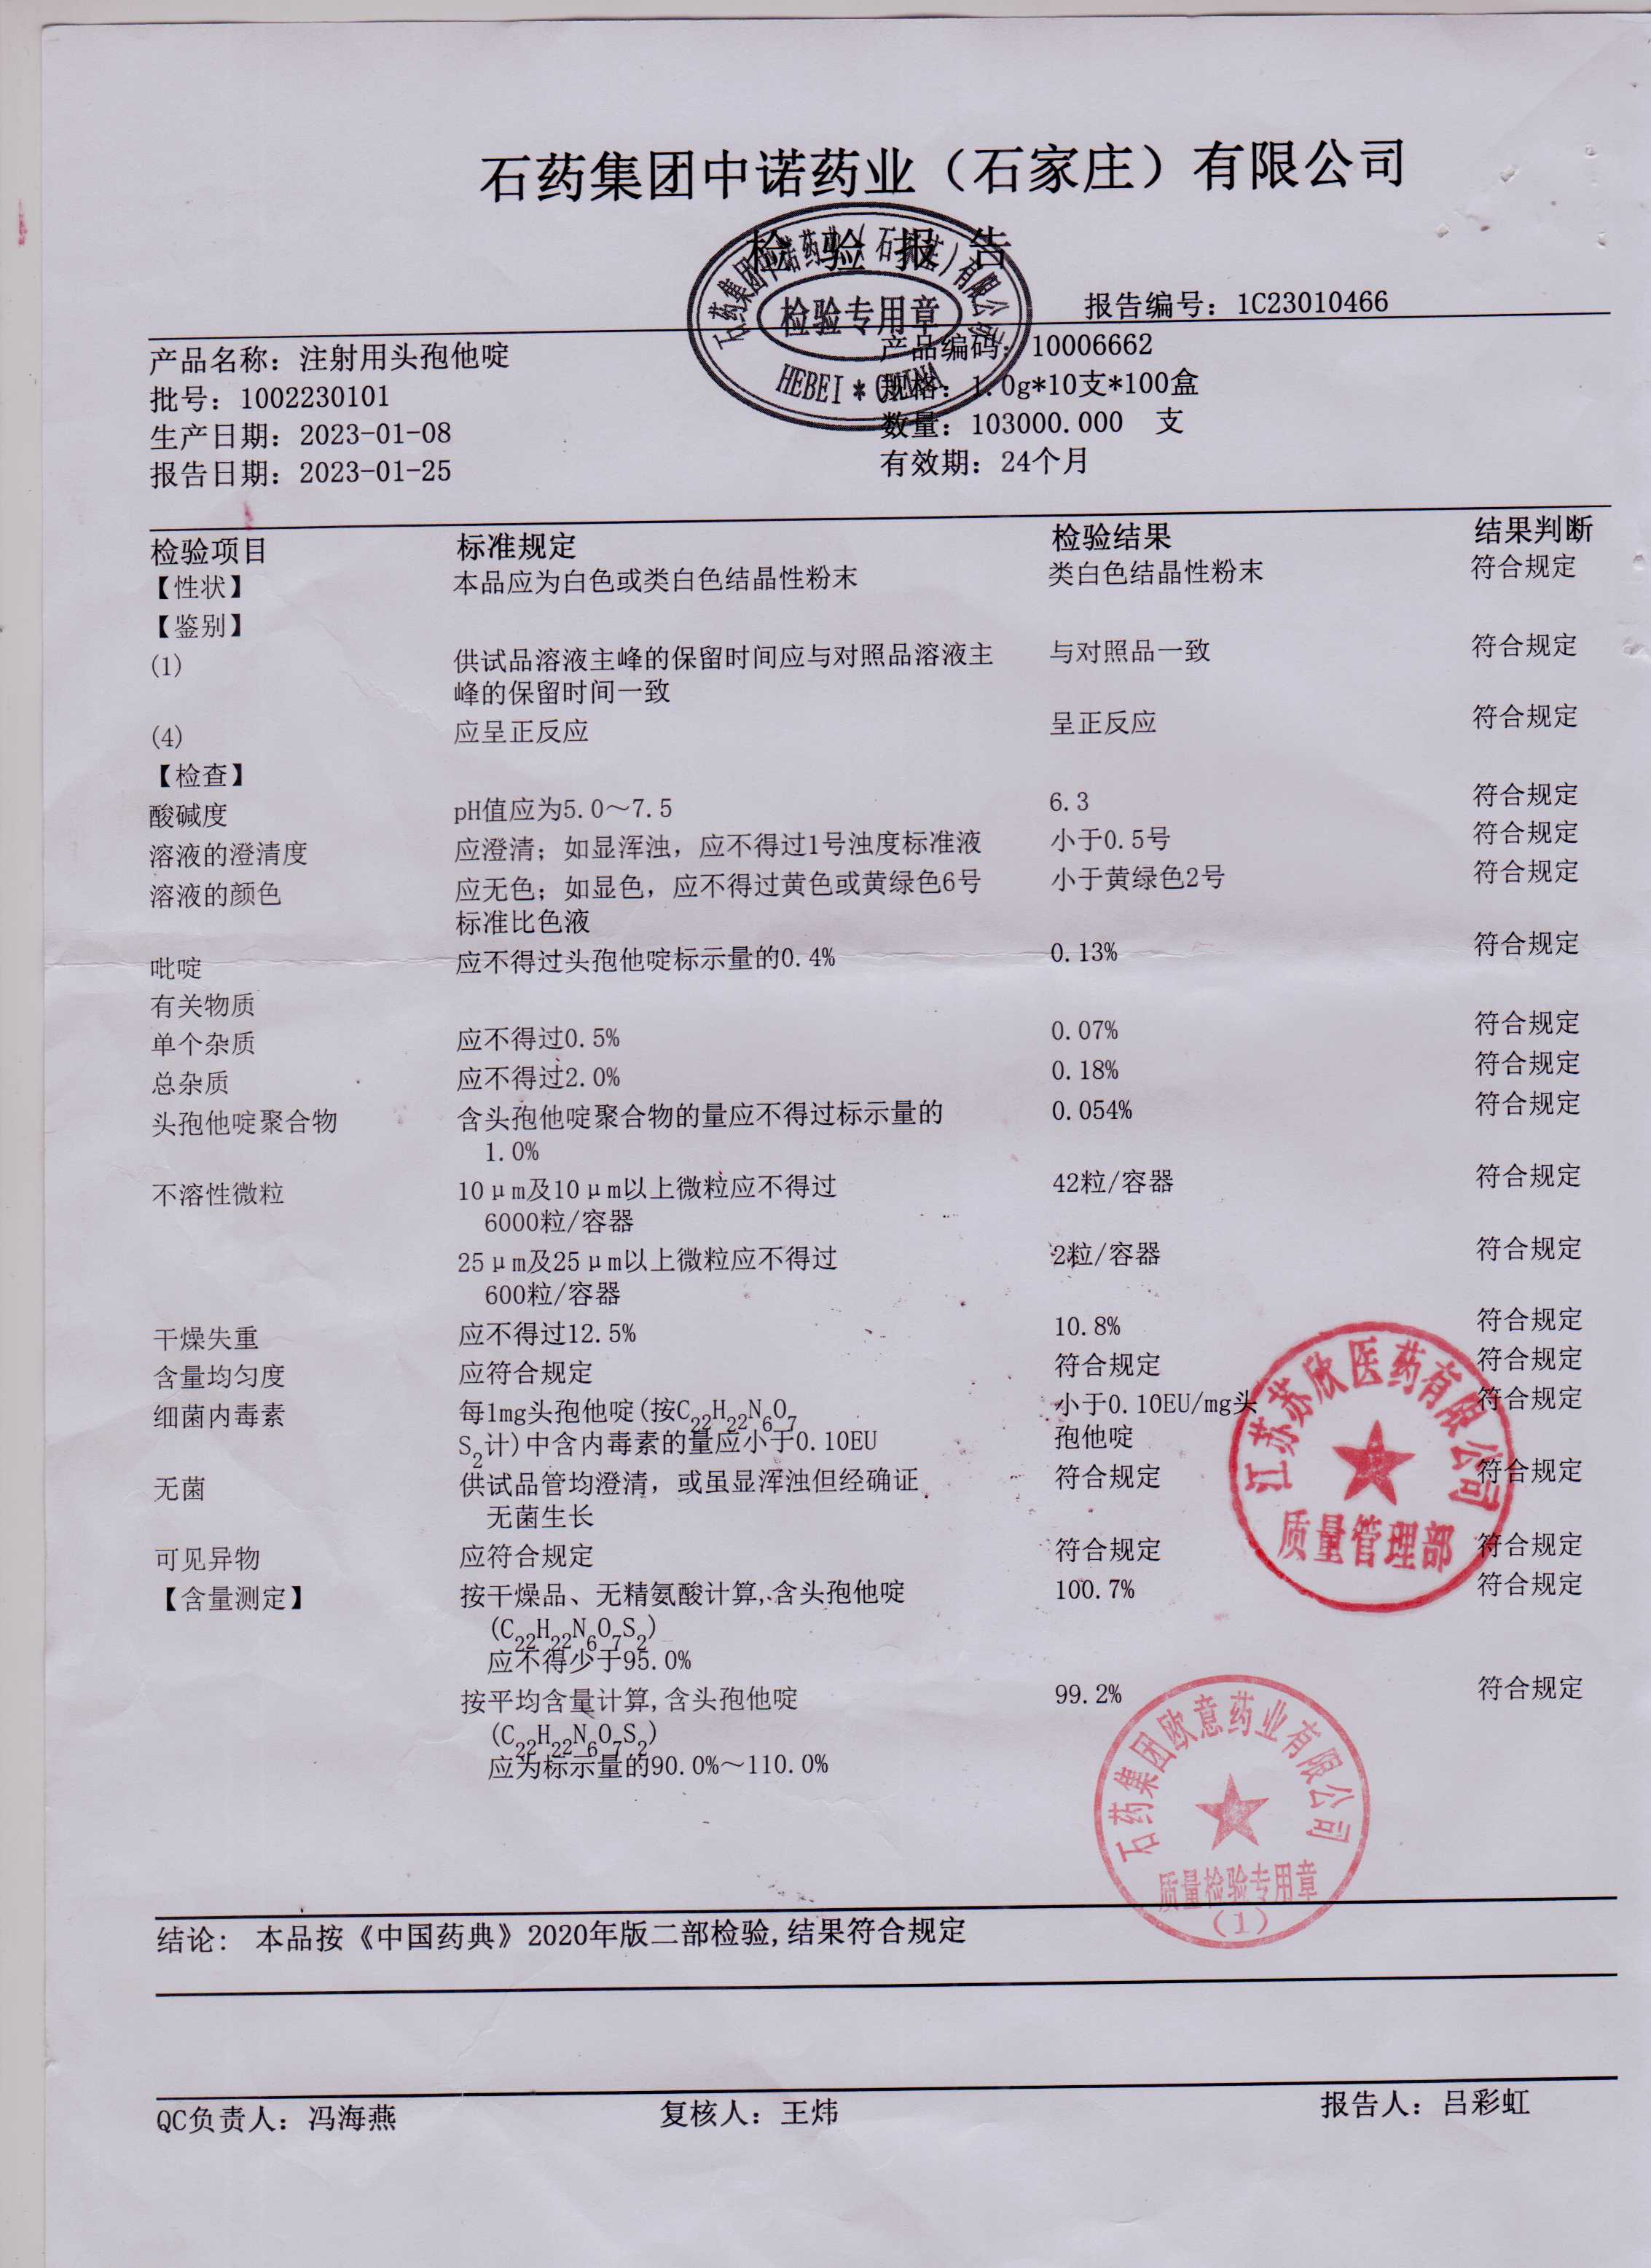 石药集团中诺药业（石家庄）有限公司
检 验 报 告
石药集团中诺药业(石家庄)有限公司
检验专用章
HEBEI * CHINA
报告编号：1C23010466
产品名称：注射用头孢他啶 产品编码：10006662
批号：1002230101 规格：1.0g*10支*100盒
生产日期：2023-01-08 数量：103000.000 支
报告日期：2023-01-25 有效期：24个月
检验项目 标准规定 检验结果 结果判断
【性状】 本品应为白色或类白色结晶性粉末 类白色结晶性粉末 符合规定
【鉴别】
(1) 供试品溶液主峰的保留时间应与对照品溶液主 与对照品一致 符合规定
峰的保留时间一致
(4) 应呈正反应 呈正反应 符合规定
【检查】
酸碱度 pH值应为5.0～7.5 6.3 符合规定
溶液的澄清度 应澄清；如显浑浊，应不得过1号浊度标准液 小于0.5号 符合规定
溶液的颜色 应无色；如显色，应不得过黄色或黄绿色6号 小于黄绿色2号 符合规定
标准比色液
吡啶 应不得过头孢他啶标示量的0.4% 0.13% 符合规定
有关物质
单个杂质 应不得过0.5% 0.07% 符合规定
总杂质 应不得过2.0% 0.18% 符合规定
头孢他啶聚合物 含头孢他啶聚合物的量应不得过标示量的 0.054% 符合规定
1.0%
不溶性微粒 10μm及10μm以上微粒应不得过 42粒/容器 符合规定
6000粒/容器
25μm及25μm以上微粒应不得过 2粒/容器 符合规定
600粒/容器
干燥失重 应不得过12.5% 10.8% 符合规定
含量均匀度 应符合规定 符合规定 符合规定
细菌内毒素 每1mg头孢他啶(按C22H22N6O7 小于0.10EU/mg头 符合规定
S2计)中含内毒素的量应小于0.10EU 孢他啶
无菌 供试品管均澄清，或虽显浑浊但经确证 符合规定 符合规定
无菌生长
可见异物 应符合规定 符合规定 符合规定
【含量测定】 按干燥品、无精氨酸计算,含头孢他啶 100.7% 符合规定
(C22H22N6O7S2)
应不得少于95.0%
按平均含量计算,含头孢他啶 99.2% 符合规定
(C22H22N6O7S2)
应为标示量的90.0%～110.0%
江苏苏欣医药有限公司
质量管理部
石药集团欧意药业有限公司
质量检验专用章
(1)
结论： 本品按《中国药典》2020年版二部检验,结果符合规定
QC负责人：冯海燕 复核人：王炜 报告人：吕彩虹